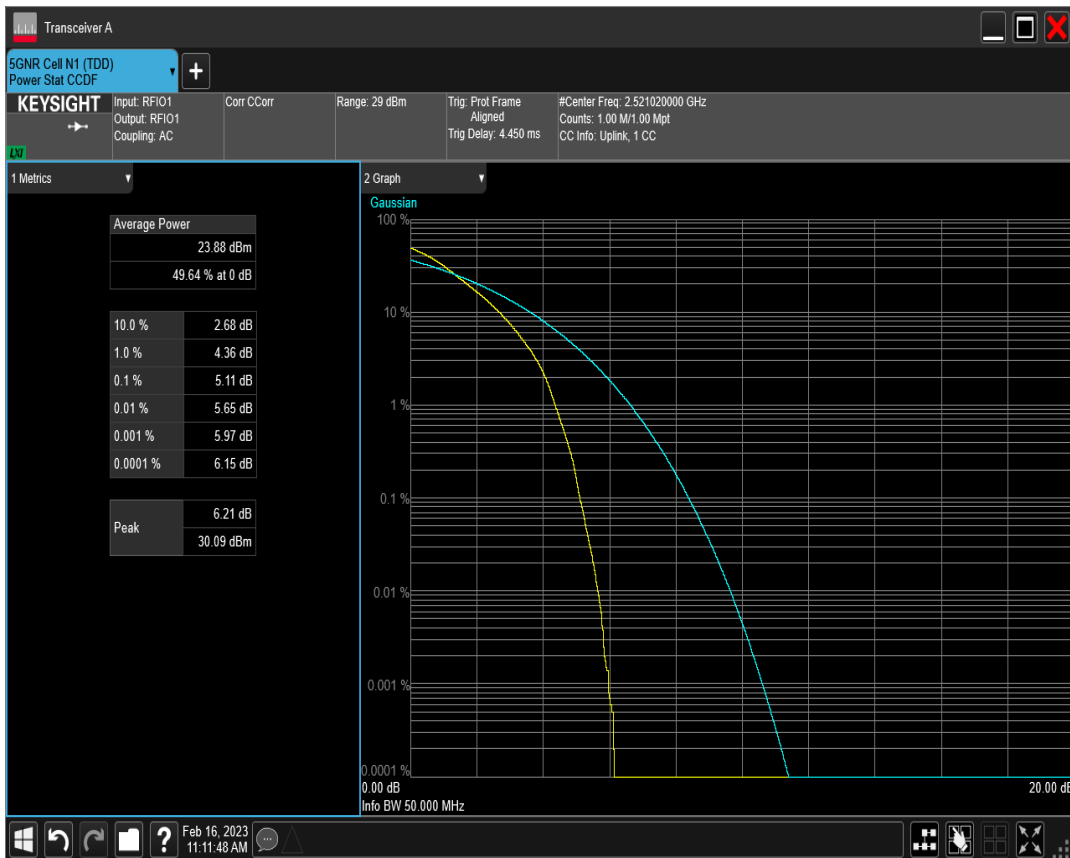 Transceiver A
5GNR Cell N1 (TDD)
Power Stat CCDF
+
KEYSIGHT
LXI
Input: RFIO1
Output: RFIO1
Coupling: AC
Corr CCorr
Range: 29 dBm
Trig: Prot Frame
Aligned
Trig Delay: 4.450 ms
#Center Freq: 2.521020000 GHz
Counts: 1.00 M/1.00 Mpt
CC Info: Uplink, 1 CC
1 Metrics
Average Power
23.88 dBm
49.64 % at 0 dB
10.0 % 2.68 dB
1.0 % 4.36 dB
0.1 % 5.11 dB
0.01 % 5.65 dB
0.001 % 5.97 dB
0.0001 % 6.15 dB
Peak
6.21 dB
30.09 dBm
2 Graph
Gaussian
100 %
10 %
1 %
0.1 %
0.01 %
0.001 %
0.0001 %
0.00 dB 20.00 dB
Info BW 50.000 MHz
?
Feb 16, 2023
11:11:48 AM